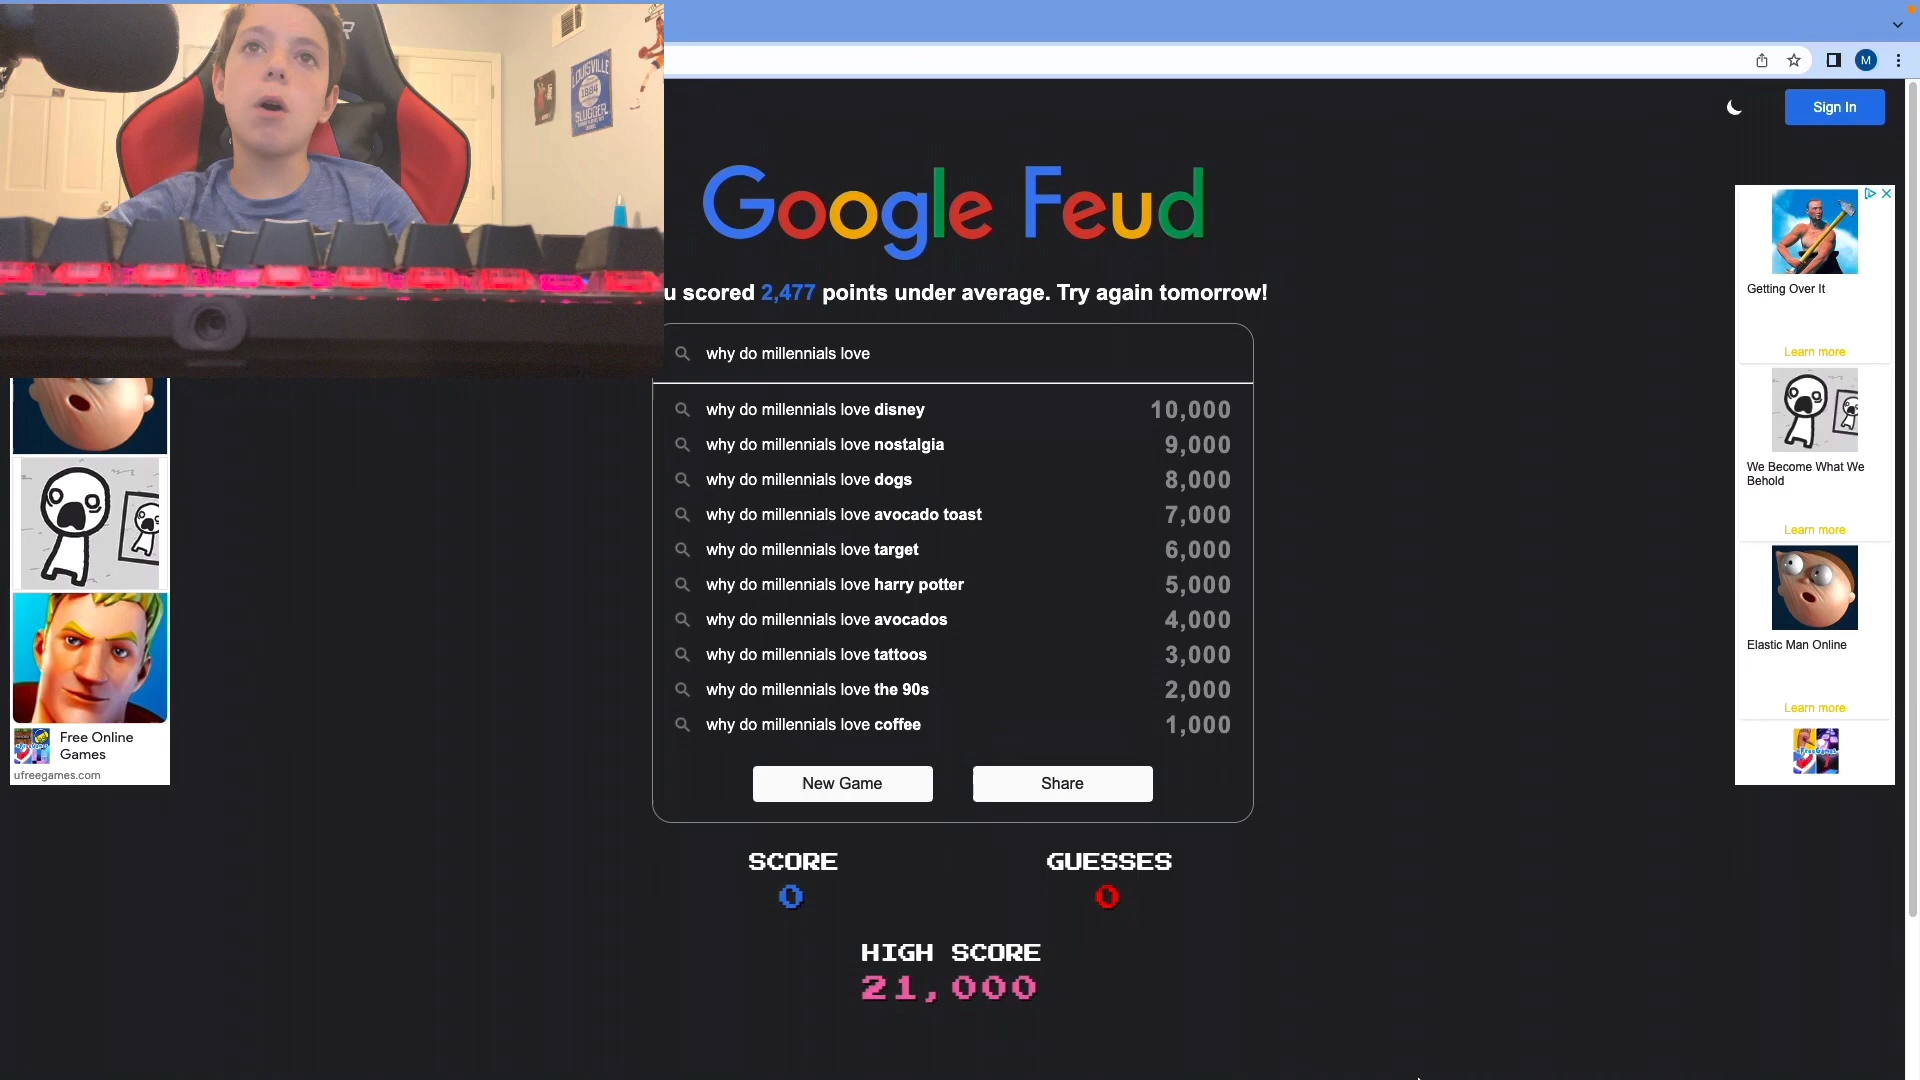 LOUISVILLE
1884
SLUGGER
M
Sign In
Google Feud
u scored 2,477 points under average. Try again tomorrow!
why do millennials love
why do millennials love disney 10,000
why do millennials love nostalgia 9,000
why do millennials love dogs 8,000
why do millennials love avocado toast 7,000
why do millennials love target 6,000
why do millennials love harry potter 5,000
why do millennials love avocados 4,000
why do millennials love tattoos 3,000
why do millennials love the 90s 2,000
why do millennials love coffee 1,000
New Game Share
SCORE GUESSES
0 0
HIGH SCORE
21,000
Free Online
Games
ufreegames.com
Getting Over It
Learn more
We Become What We
Behold
Learn more
Elastic Man Online
Learn more